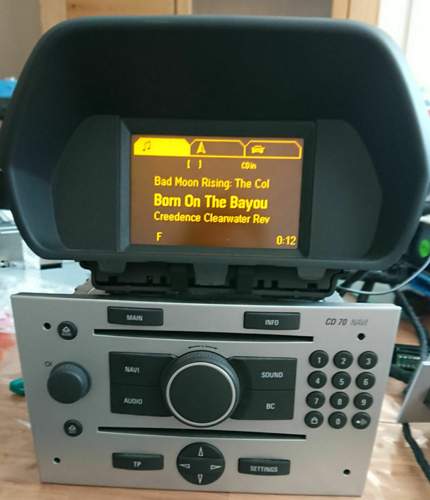 [ ] CD in
Bad Moon Rising: The Col
Born On The Bayou
Creedence Clearwater Rev
F 0:12
MAIN INFO CD 70 NAVI
NAVI SOUND
AUDIO BC
1 2 3
4 5 6
7 8 9
0
TP SETTINGS